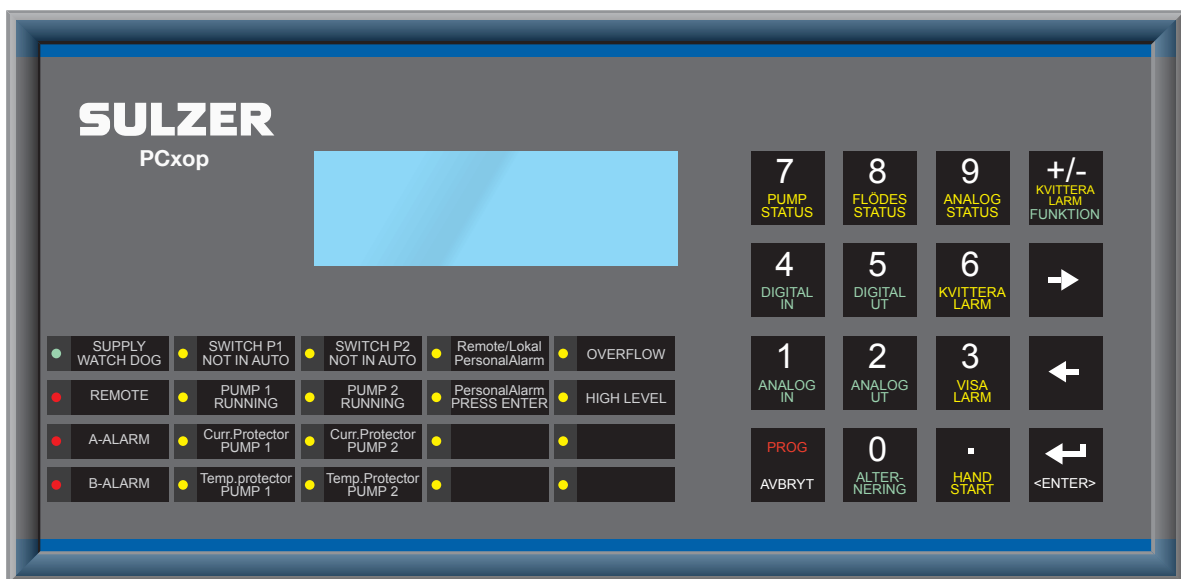 SULZER
PCxop
7
PUMP
STATUS
8
FLÖDES
STATUS
9
ANALOG
STATUS
+/-
KVITTERA
LARM
FUNKTION
4
DIGITAL
IN
5
DIGITAL
UT
6
KVITTERA
LARM
1
ANALOG
IN
2
ANALOG
UT
3
VISA
LARM
PROG
AVBRYT
0
ALTER-
NERING
.
HAND
START
<ENTER>
SUPPLY
WATCH DOG
SWITCH P1
NOT IN AUTO
SWITCH P2
NOT IN AUTO
Remote/Lokal
PersonalAlarm
OVERFLOW
REMOTE
PUMP 1
RUNNING
PUMP 2
RUNNING
PersonalAlarm
PRESS ENTER
HIGH LEVEL
A-ALARM
Curr.Protector
PUMP 1
Curr.Protector
PUMP 2
B-ALARM
Temp.protector
PUMP 1
Temp.Protector
PUMP 2